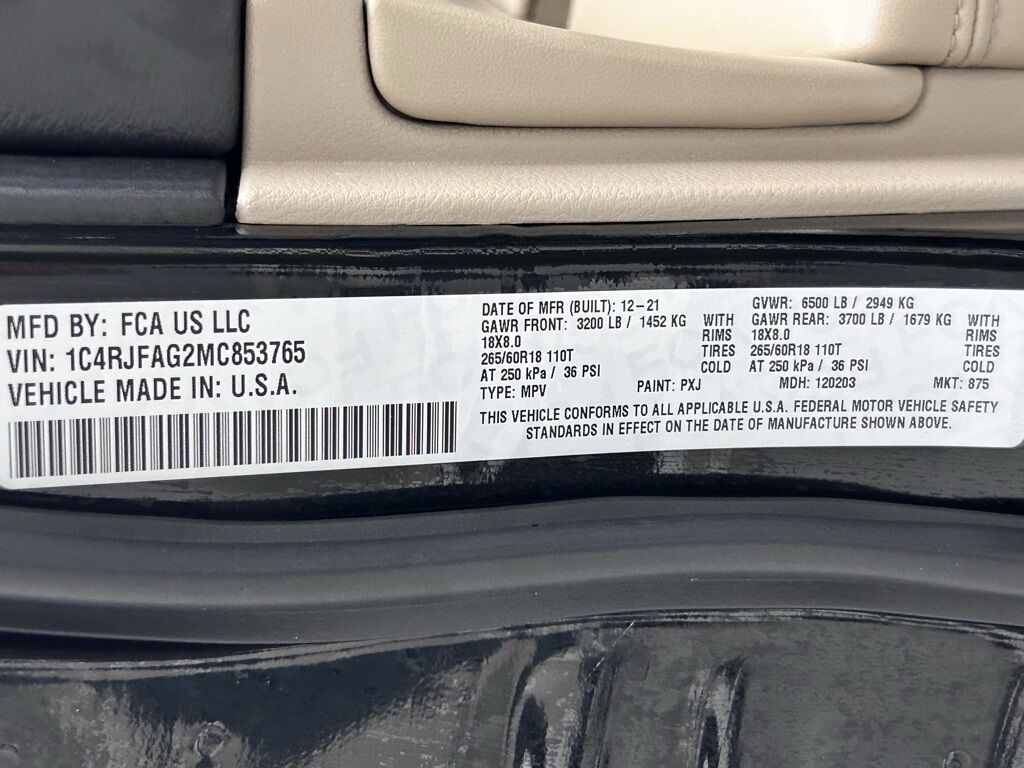 MFD BY: FCA US LLC
VIN: 1C4RJFAG2MC853765
VEHICLE MADE IN: U.S.A.
DATE OF MFR (BUILT): 12-21
GVWR: 6500 LB / 2949 KG
GAWR FRONT: 3200 LB / 1452 KG WITH
18X8.0 RIMS
265/60R18 110T TIRES
AT 250 kPa / 36 PSI COLD
GAWR REAR: 3700 LB / 1679 KG WITH
18X8.0 RIMS
265/60R18 110T TIRES
AT 250 kPa / 36 PSI COLD
TYPE: MPV PAINT: PXJ MDH: 120203 MKT: 875
THIS VEHICLE CONFORMS TO ALL APPLICABLE U.S.A. FEDERAL MOTOR VEHICLE SAFETY
STANDARDS IN EFFECT ON THE DATE OF MANUFACTURE SHOWN ABOVE.